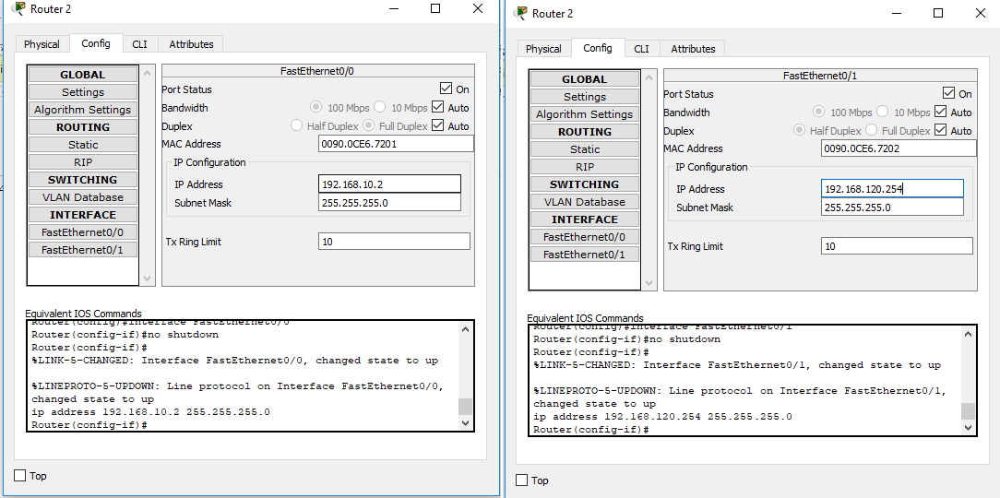 Router 2
Physical Config CLI Attributes
GLOBAL
Settings
Algorithm Settings
ROUTING
Static
RIP
SWITCHING
VLAN Database
INTERFACE
FastEthernet0/0
FastEthernet0/1
FastEthernet0/0
Port Status On
Bandwidth 100 Mbps 10 Mbps Auto
Duplex Half Duplex Full Duplex Auto
MAC Address 0090.0CE6.7201
IP Configuration
IP Address 192.168.10.2
Subnet Mask 255.255.255.0
Tx Ring Limit 10
Equivalent IOS Commands
Router(config)#interface FastEthernet0/0
Router(config-if)#no shutdown
Router(config-if)#
%LINK-5-CHANGED: Interface FastEthernet0/0, changed state to up
%LINEPROTO-5-UPDOWN: Line protocol on Interface FastEthernet0/0,
changed state to up
ip address 192.168.10.2 255.255.255.0
Router(config-if)#
Top
Router 2
Physical Config CLI Attributes
GLOBAL
Settings
Algorithm Settings
ROUTING
Static
RIP
SWITCHING
VLAN Database
INTERFACE
FastEthernet0/0
FastEthernet0/1
FastEthernet0/1
Port Status On
Bandwidth 100 Mbps 10 Mbps Auto
Duplex Half Duplex Full Duplex Auto
MAC Address 0090.0CE6.7202
IP Configuration
IP Address 192.168.120.254
Subnet Mask 255.255.255.0
Tx Ring Limit 10
Equivalent IOS Commands
Router(config)#interface FastEthernet0/1
Router(config-if)#no shutdown
Router(config-if)#
%LINK-5-CHANGED: Interface FastEthernet0/1, changed state to up
%LINEPROTO-5-UPDOWN: Line protocol on Interface FastEthernet0/1,
changed state to up
ip address 192.168.120.254 255.255.255.0
Router(config-if)#
Top